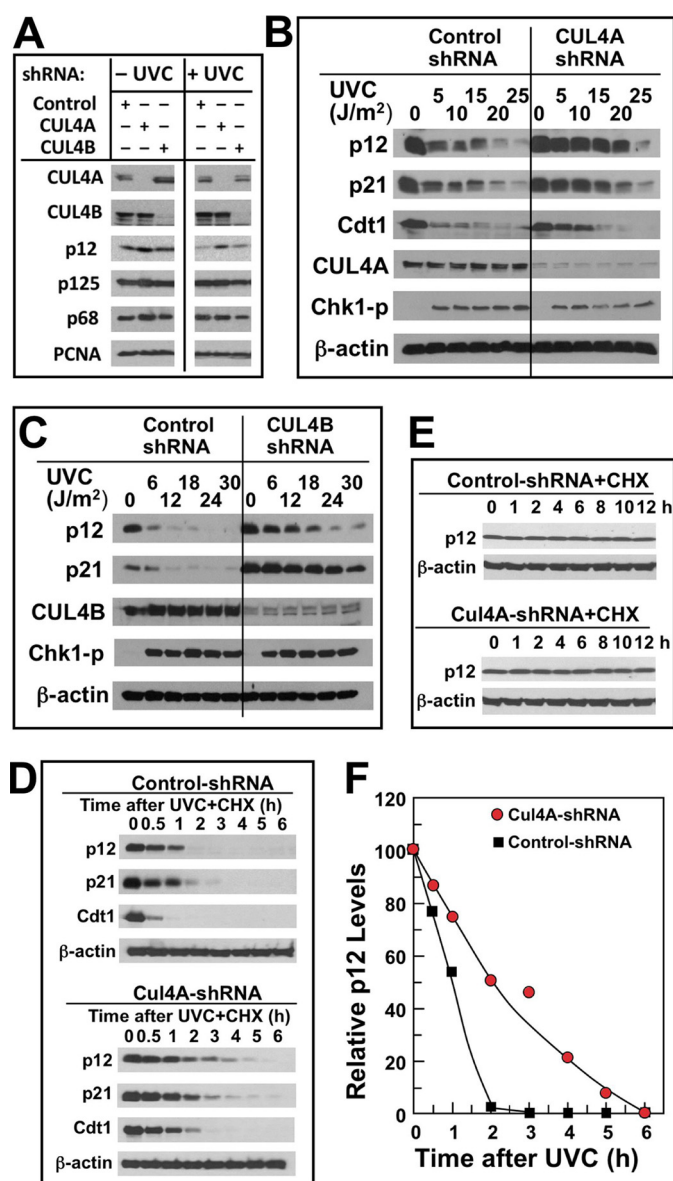 A
shRNA: – UVC + UVC
Control + – – + – –
CUL4A – + – – + –
CUL4B – – + – – +
CUL4A
CUL4B
p12
p125
p68
PCNA
B
Control shRNA
CUL4A shRNA
UVC (J/m²)
5 15 25 5 15 25
0 10 20 0 10 20
p12
p21
Cdt1
CUL4A
Chk1-p
β-actin
C
Control shRNA
CUL4B shRNA
UVC (J/m²)
6 18 30 6 18 30
0 12 24 0 12 24
p12
p21
CUL4B
Chk1-p
β-actin
E
Control-shRNA+CHX
0 1 2 4 6 8 10 12 h
p12
β-actin
Cul4A-shRNA+CHX
0 1 2 4 6 8 10 12 h
p12
β-actin
D
Control-shRNA
Time after UVC+CHX (h)
0 0.5 1 2 3 4 5 6
p12
p21
Cdt1
β-actin
Cul4A-shRNA
Time after UVC+CHX (h)
0 0.5 1 2 3 4 5 6
p12
p21
Cdt1
β-actin
F
Relative p12 Levels
120
100
80
60
40
20
0
Cul4A-shRNA
Control-shRNA
0 1 2 3 4 5 6
Time after UVC (h)